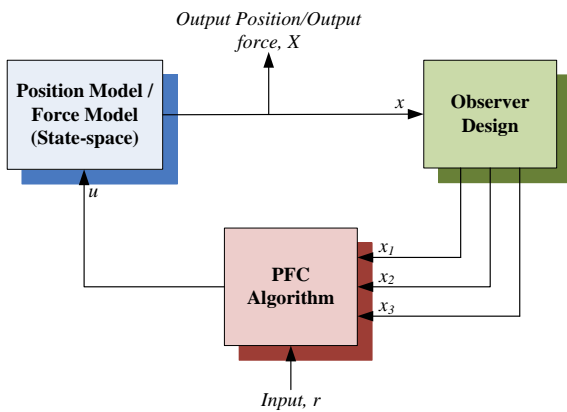 Output Position/Output
force, X
Position Model /
Force Model
(State-space)
x
Observer
Design
u
x1
x2
x3
PFC
Algorithm
Input, r